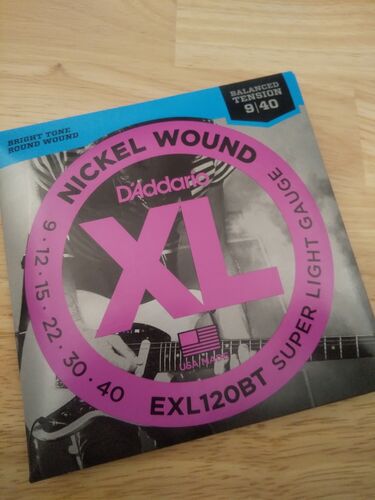 BRIGHT TONE
ROUND WOUND
BALANCED
TENSION
9|40
NICKEL WOUND
D'Addario
XL
USA MADE
9 · 12 · 15 · 22 · 30 · 40
EXL120BT SUPER LIGHT GAUGE